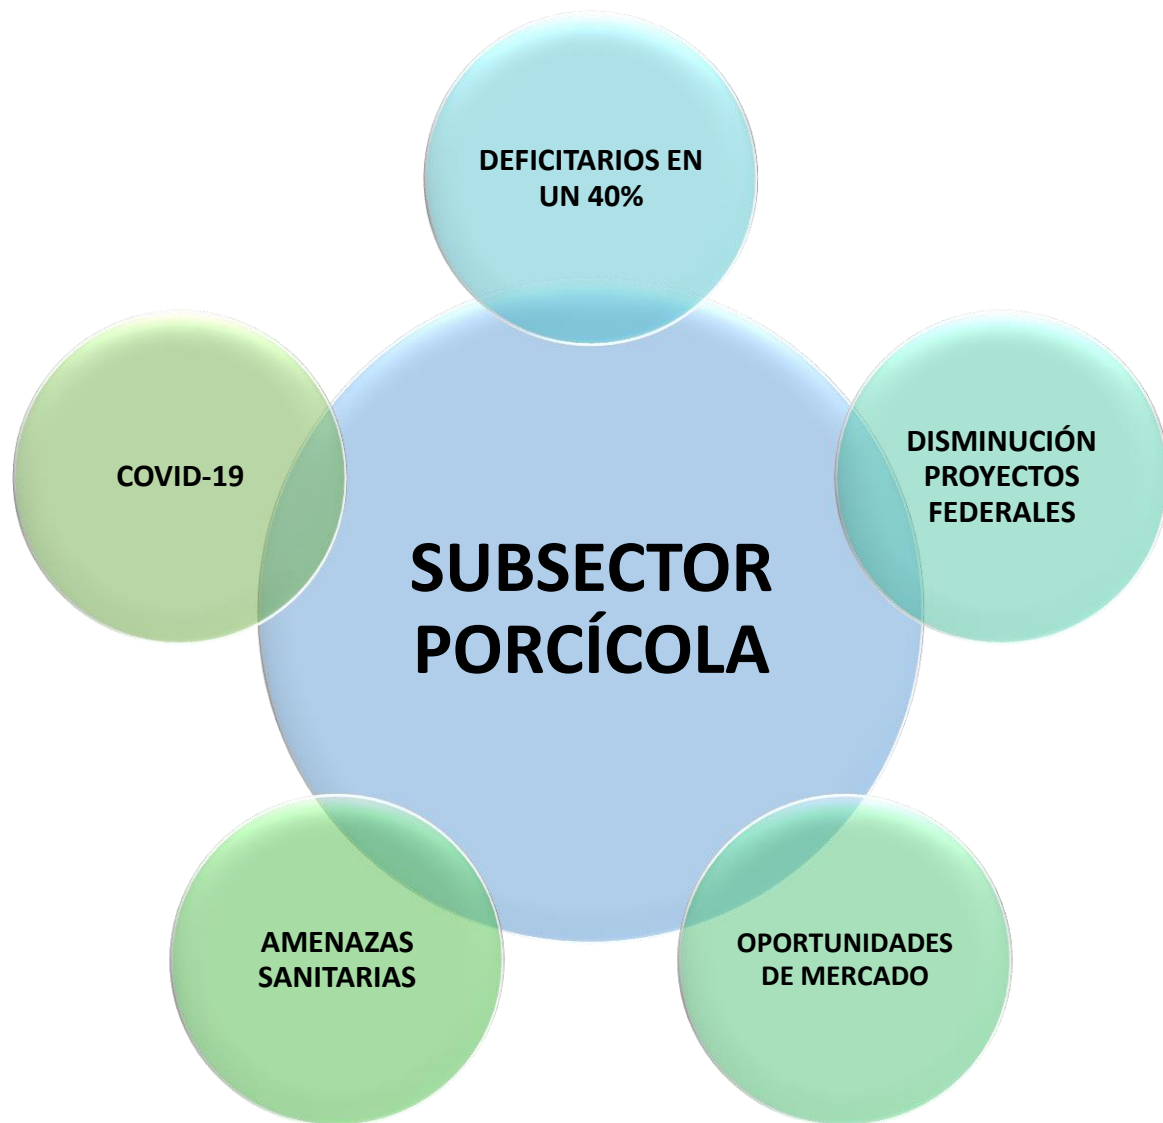 DEFICITARIOS EN
UN 40%
DISMINUCIÓN
PROYECTOS
FEDERALES
COVID-19
SUBSECTOR
PORCÍCOLA
AMENAZAS
SANITARIAS
OPORTUNIDADES
DE MERCADO